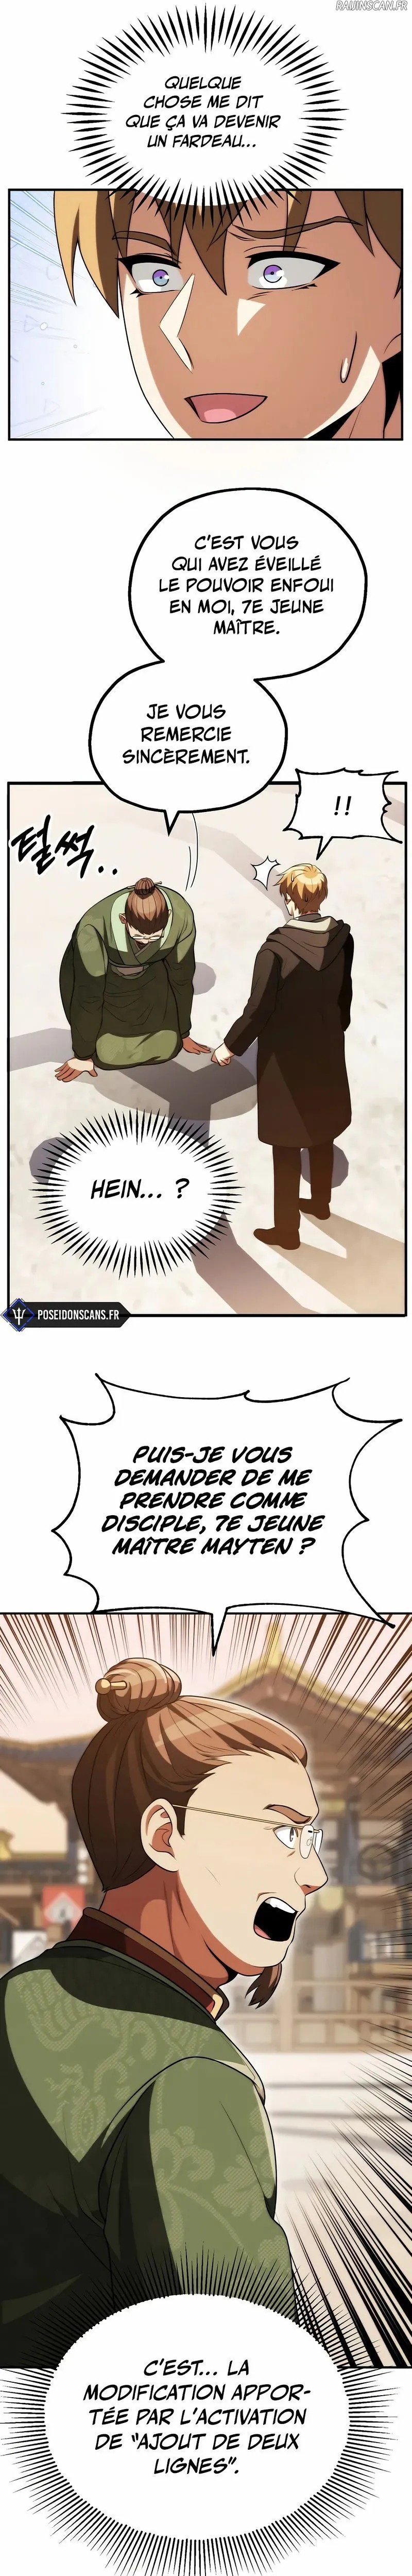 RAIJINSCAN.FR
QUELQUE
CHOSE ME DIT
QUE ÇA VA DEVENIR
UN FARDEAU...
C'EST VOUS
QUI AVEZ ÉVEILLÉ
LE POUVOIR ENFOUI
EN MOI, 7E JEUNE
MAÎTRE.
JE VOUS
REMERCIE
SINCÈREMENT.
!!
털썩..
HEIN... ?
POSEIDONSCANS.FR
PUIS-JE VOUS
DEMANDER DE ME
PRENDRE COMME
DISCIPLE, 7E JEUNE
MAÎTRE MAYTEN ?
C'EST... LA
MODIFICATION APPOR-
TÉE PAR L'ACTIVATION
DE "AJOUT DE DEUX
LIGNES".